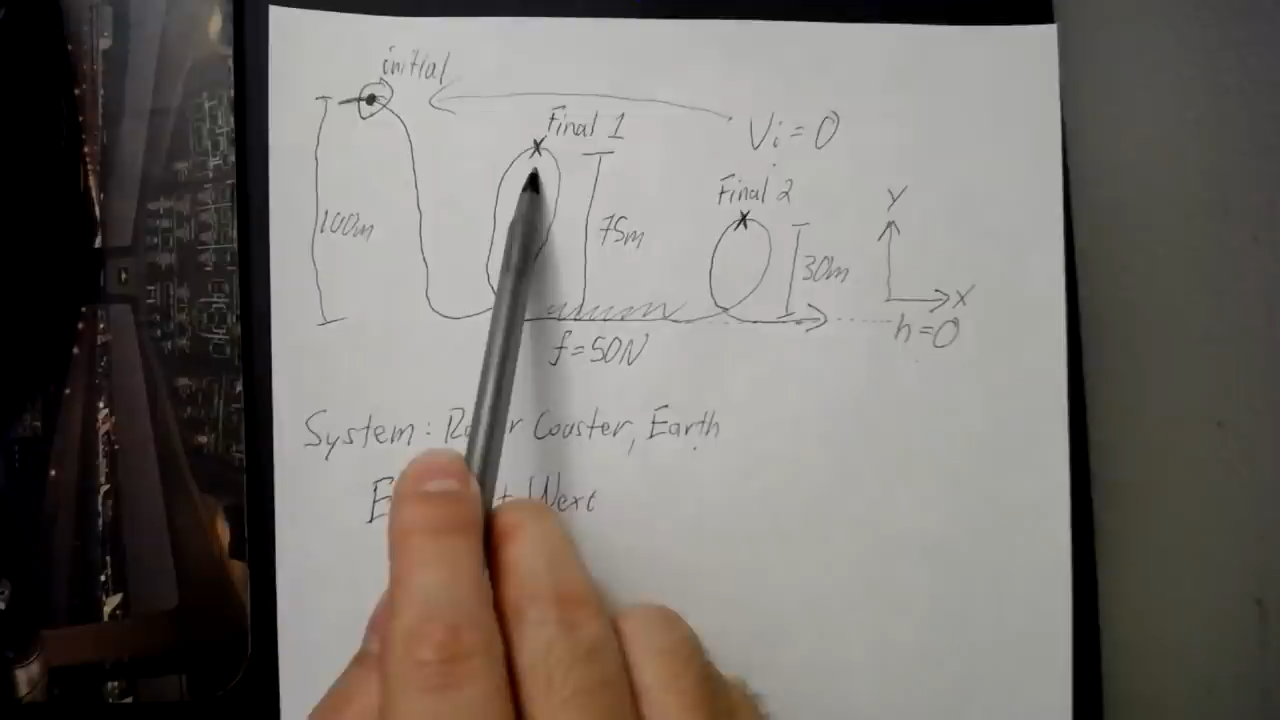 initial
Final 1
Vi = 0
Final 2
Y
100m
75m
30m
X
h=0
f=50N
System: Coaster, Earth
Wext